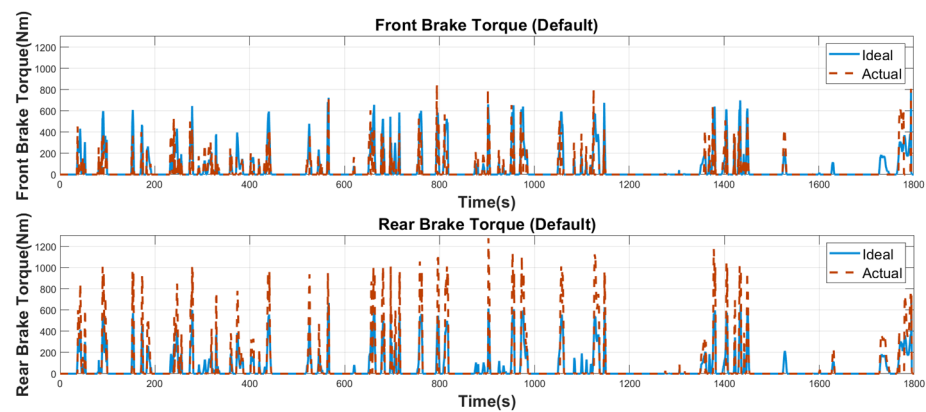 Front Brake Torque (Default)
Front Brake Torque(Nm)
1200
1000
800
600
400
200
0
Ideal
Actual
0 200 400 600 800 1000 1200 1400 1600 1800
Time(s)
Rear Brake Torque (Default)
Rear Brake Torque(Nm)
1200
1000
800
600
400
200
0
Ideal
Actual
0 200 400 600 800 1000 1200 1400 1600 1800
Time(s)